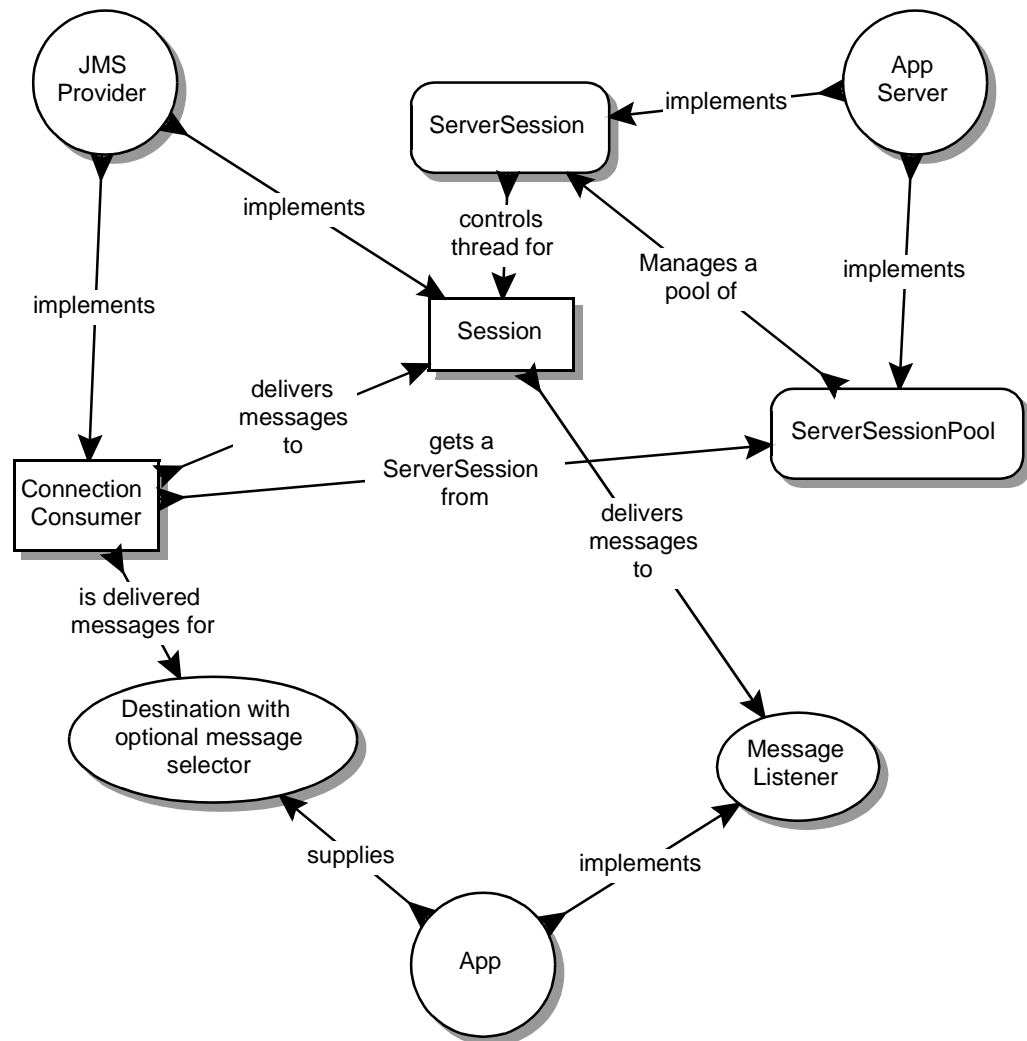 JMS
Provider
App
Server
ServerSession
implements
implements
controls
thread for
Manages a
pool of
implements
implements
Session
delivers
messages
to
gets a
ServerSession
from
ServerSessionPool
Connection
Consumer
delivers
messages
to
is delivered
messages for
Destination with
optional message
selector
Message
Listener
supplies
implements
App